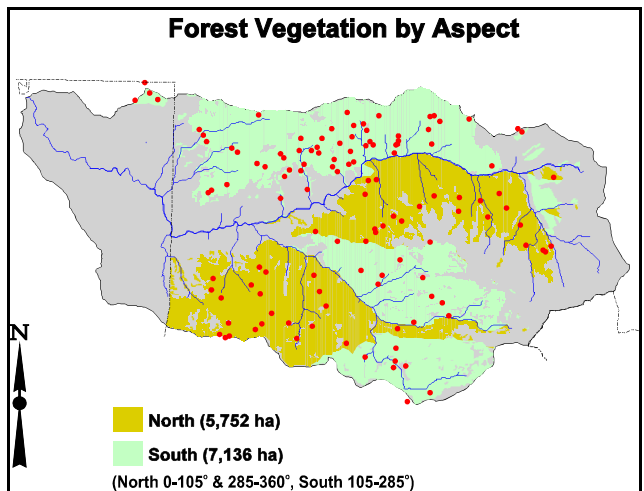 Forest Vegetation by Aspect
N
North (5,752 ha)
South (7,136 ha)
(North 0-105° & 285-360°, South 105-285°)